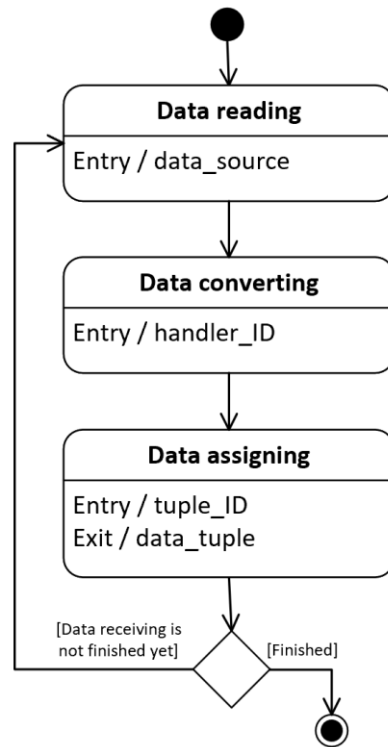 Data reading
Entry / data_source
Data converting
Entry / handler_ID
Data assigning
Entry / tuple_ID
Exit / data_tuple
[Data receiving is
not finished yet]
[Finished]